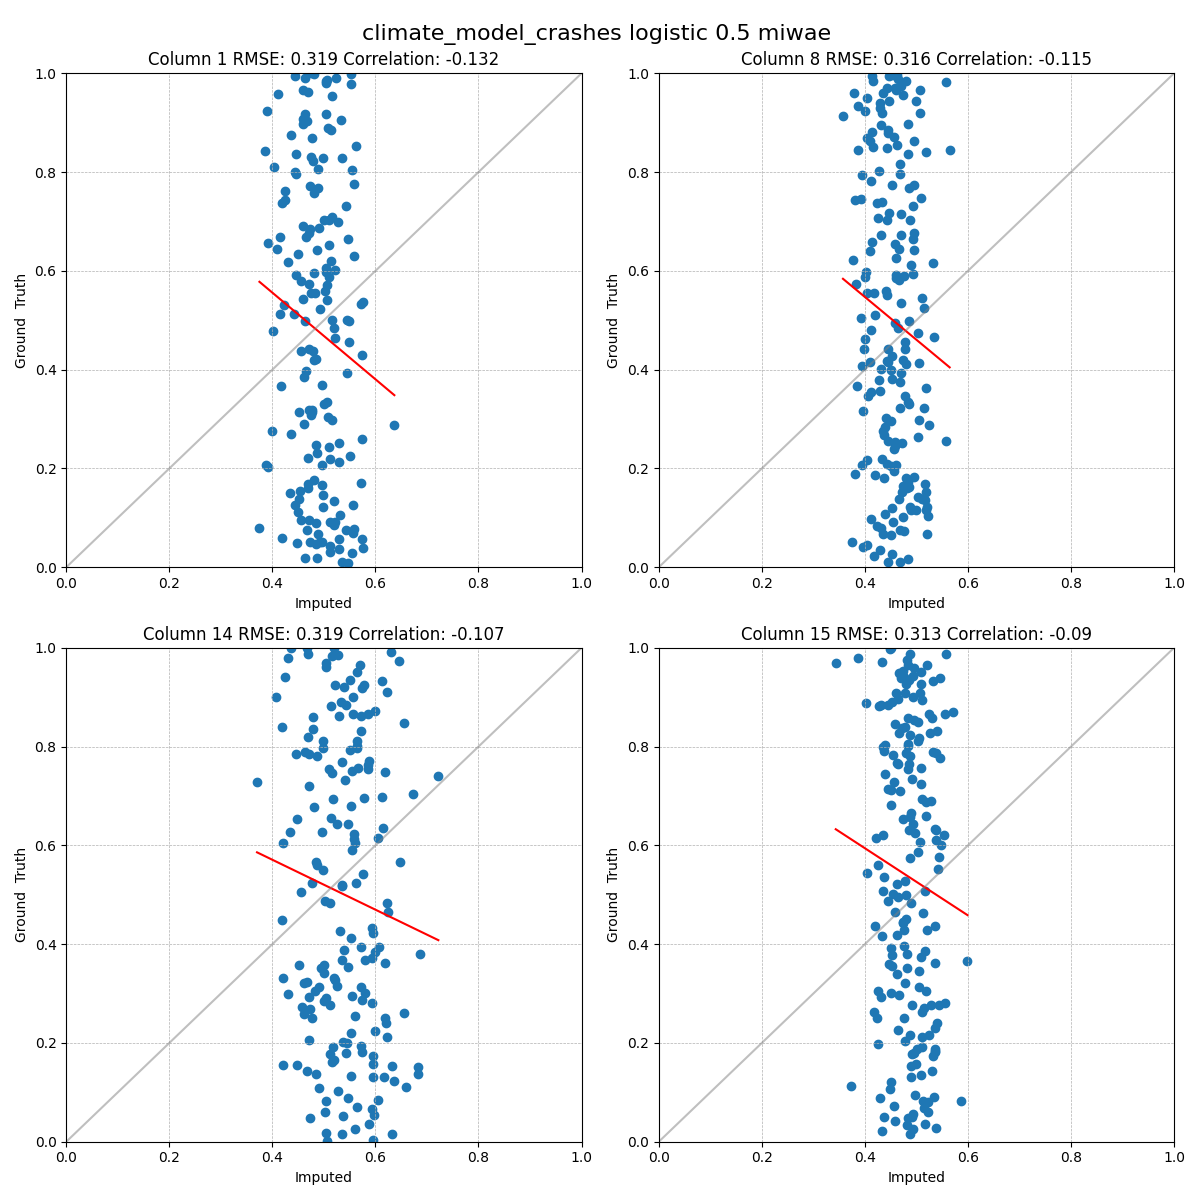 climate_model_crashes logistic 0.5 miwae
Column 1 RMSE: 0.319 Correlation: -0.132
1.0
0.8
0.6
0.4
0.2
0.0
0.0 0.2 0.4 0.6 0.8 1.0
Ground Truth
Imputed
Column 8 RMSE: 0.316 Correlation: -0.115
1.0
0.8
0.6
0.4
0.2
0.0
0.0 0.2 0.4 0.6 0.8 1.0
Ground Truth
Imputed
Column 14 RMSE: 0.319 Correlation: -0.107
1.0
0.8
0.6
0.4
0.2
0.0
0.0 0.2 0.4 0.6 0.8 1.0
Ground Truth
Imputed
Column 15 RMSE: 0.313 Correlation: -0.09
1.0
0.8
0.6
0.4
0.2
0.0
0.0 0.2 0.4 0.6 0.8 1.0
Ground Truth
Imputed